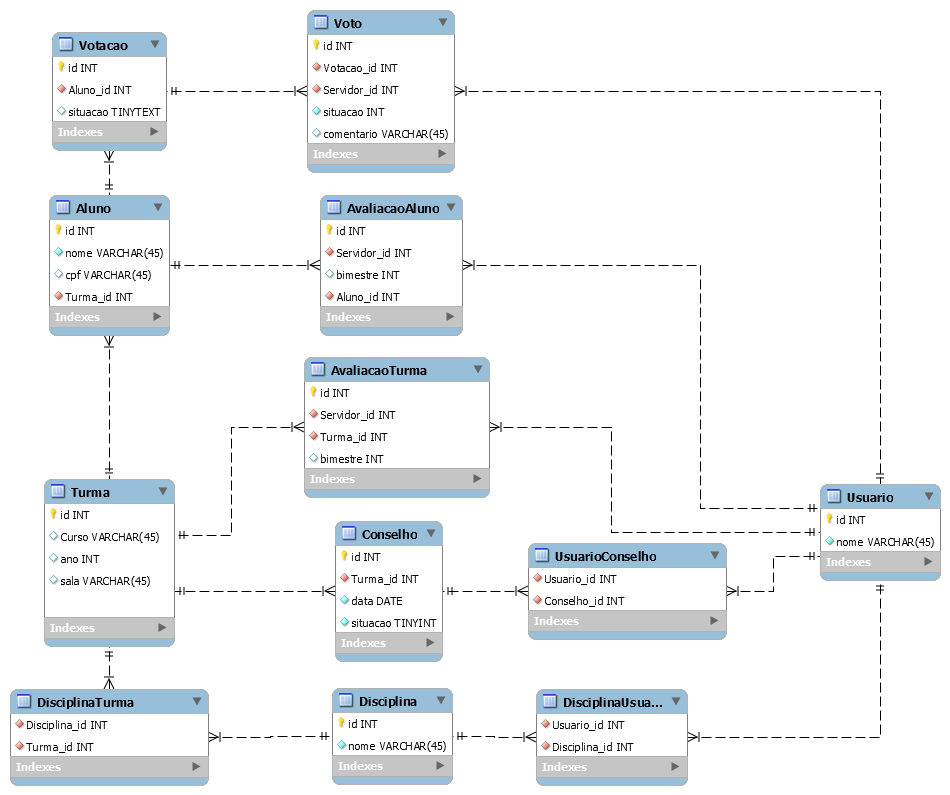 Votacao
id INT
Aluno_id INT
situacao TINYTEXT
Indexes
Voto
id INT
Votacao_id INT
Servidor_id INT
situacao INT
comentario VARCHAR(45)
Indexes
Aluno
id INT
nome VARCHAR(45)
cpf VARCHAR(45)
Turma_id INT
Indexes
AvaliacaoAluno
id INT
Servidor_id INT
bimestre INT
Aluno_id INT
Indexes
AvaliacaoTurma
id INT
Servidor_id INT
Turma_id INT
bimestre INT
Indexes
Turma
id INT
Curso VARCHAR(45)
ano INT
sala VARCHAR(45)
Indexes
Conselho
id INT
Turma_id INT
data DATE
situacao TINYINT
Indexes
UsuarioConselho
Usuario_id INT
Conselho_id INT
Indexes
Usuario
id INT
nome VARCHAR(45)
Indexes
DisciplinaTurma
Disciplina_id INT
Turma_id INT
Indexes
Disciplina
id INT
nome VARCHAR(45)
Indexes
DisciplinaUsua...
Usuario_id INT
Disciplina_id INT
Indexes